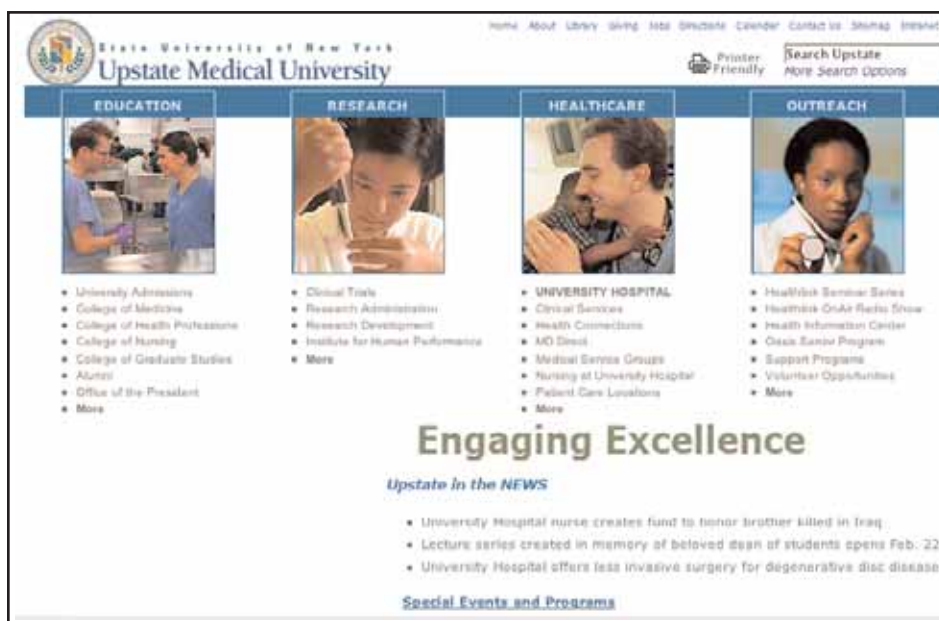 Home About Library Giving Jobs Directions Calendar Contact Us Sitemap Intranet
State University of New York
Upstate Medical University
Printer Friendly
Search Upstate
More Search Options
EDUCATION
University Admissions
College of Medicine
College of Health Professions
College of Nursing
College of Graduate Studies
Alumni
Office of the President
More
RESEARCH
Clinical Trials
Research Administration
Research Development
Institute for Human Performance
More
HEALTHCARE
UNIVERSITY HOSPITAL
Clinical Services
Health Connections
MD Direct
Medical Service Groups
Nursing at University Hospital
Patient Care Locations
More
OUTREACH
Healthlink Seminar Series
Healthlink OnAir Radio Show
Health Information Center
Oasis Senior Program
Support Programs
Volunteer Opportunities
More
Engaging Excellence
Upstate in the NEWS
University Hospital nurse creates fund to honor brother killed in Iraq
Lecture series created in memory of beloved dean of students opens Feb. 22
University Hospital offers less invasive surgery for degenerative disc disease
Special Events and Programs